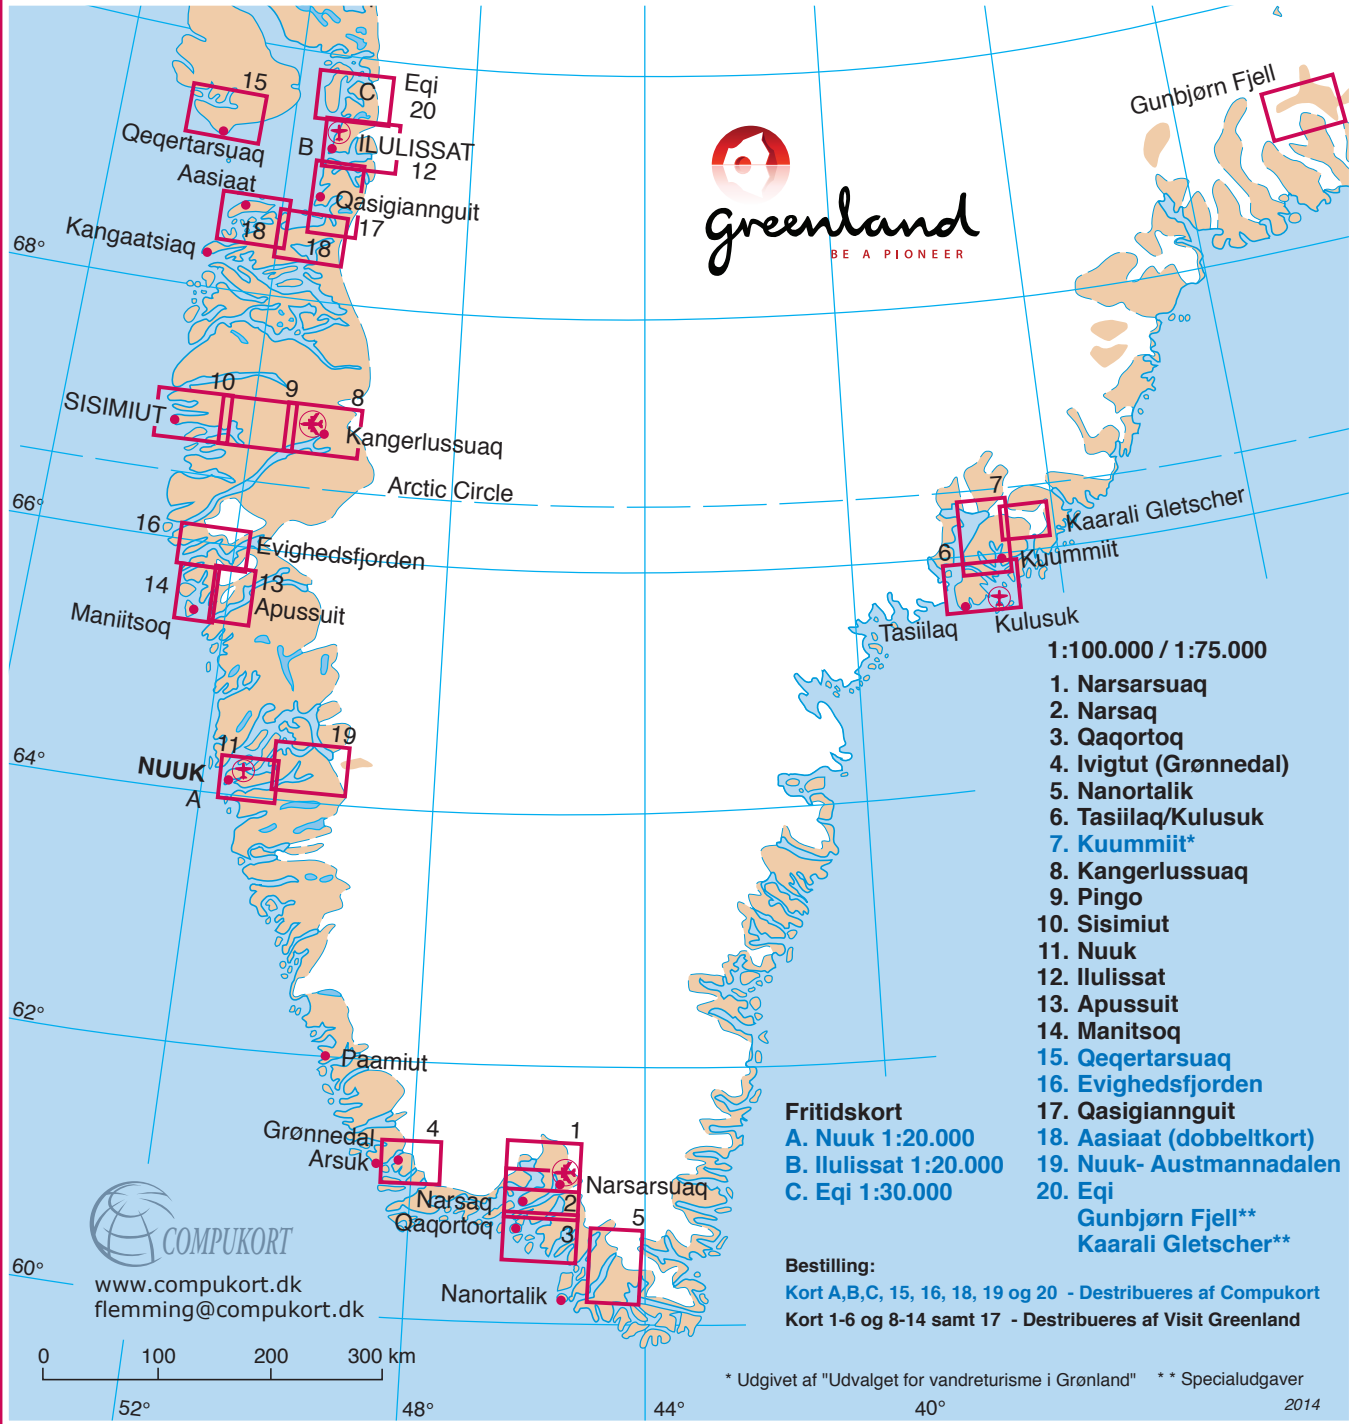 15
Eqi
C
20
Gunbjørn Fjell
Qeqertarsuaq
B
ILULISSAT
12
Aasiaat
Qasigiannguit
17
18
18
Kangaatsiaq
68°
greenland
BE A PIONEER
10
9
8
SISIMIUT
Kangerlussuaq
Arctic Circle
66°
7
Kaarali Gletscher
16
Evighedsfjorden
6
Kuummiit
14
13
Apussuit
Maniitsoq
Tasiilaq
Kulusuk
1:100.000 / 1:75.000
1. Narsarsuaq
2. Narsaq
3. Qaqortoq
4. Ivigtut (Grønnedal)
5. Nanortalik
6. Tasiilaq/Kulusuk
7. Kuummiit*
8. Kangerlussuaq
9. Pingo
10. Sisimiut
11. Nuuk
12. Ilulissat
13. Apussuit
14. Manitsoq
15. Qeqertarsuaq
16. Evighedsfjorden
17. Qasigiannguit
18. Aasiaat (dobbeltkort)
19. Nuuk- Austmannadalen
20. Eqi
Gunbjørn Fjell**
Kaarali Gletscher**
64°
11
19
NUUK
A
62°
Paamiut
Grønnedal
4
Arsuk
1
Narsarsuaq
Narsaq
2
Qaqortoq
3
5
Nanortalik
Fritidskort
A. Nuuk 1:20.000
B. Ilulissat 1:20.000
C. Eqi 1:30.000
Bestilling:
Kort A,B,C, 15, 16, 18, 19 og 20 - Destribueres af Compukort
Kort 1-6 og 8-14 samt 17 - Destribueres af Visit Greenland
COMPUKORT
60°
www.compukort.dk
flemming@compukort.dk
0 100 200 300 km
* Udgivet af "Udvalget for vandreturisme i Grønland" * * Specialudgaver
2014
52° 48° 44° 40°